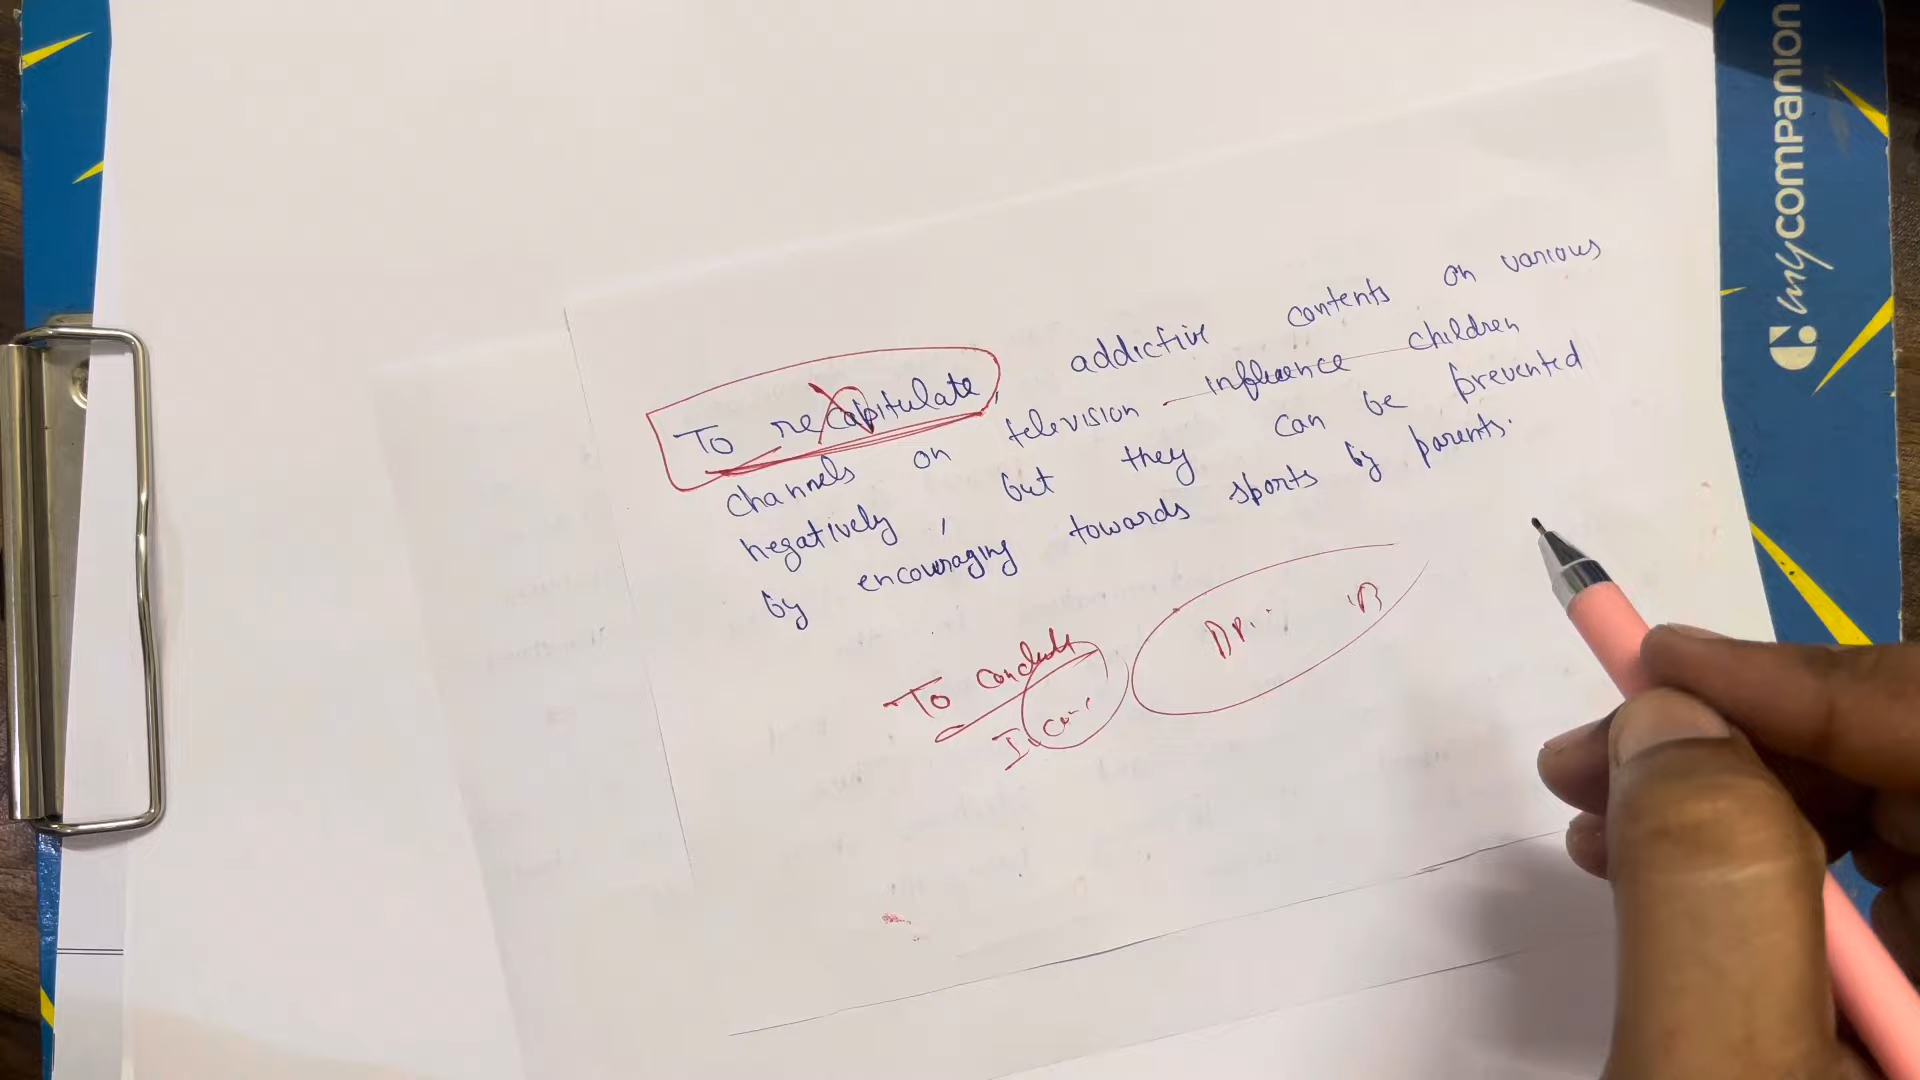 To recapitulate, addictive contents on various
channels on television influence children
negatively, but they can be prevented
by encouraging towards sports by parents.
To conclude
In
mycompanion